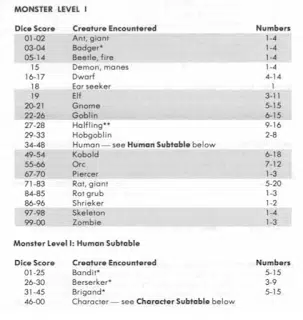 MONSTER LEVEL I
Dice Score Creature Encountered Numbers
01-02 Ant, giant 1-4
03-04 Badger* 1-4
05-14 Beetle, fire 1-4
15 Demon, manes 1-4
16-17 Dwarf 4-14
18 Ear seeker 1
19 Elf 3-11
20-21 Gnome 5-15
22-26 Goblin 6-15
27-28 Halfling** 9-16
29-33 Hobgoblin 2-8
34-48 Human — see Human Subtable below
49-54 Kobold 6-18
55-66 Orc 7-12
67-70 Piercer 1-3
71-83 Rat, giant 5-20
84-85 Rot grub 1-3
86-96 Shrieker 1-2
97-98 Skeleton 1-4
99-00 Zombie 1-3
Monster Level I: Human Subtable
Dice Score Creature Encountered Numbers
01-25 Bandit* 5-15
26-30 Berserker* 3-9
31-45 Brigand* 5-15
46-00 Character — see Character Subtable below